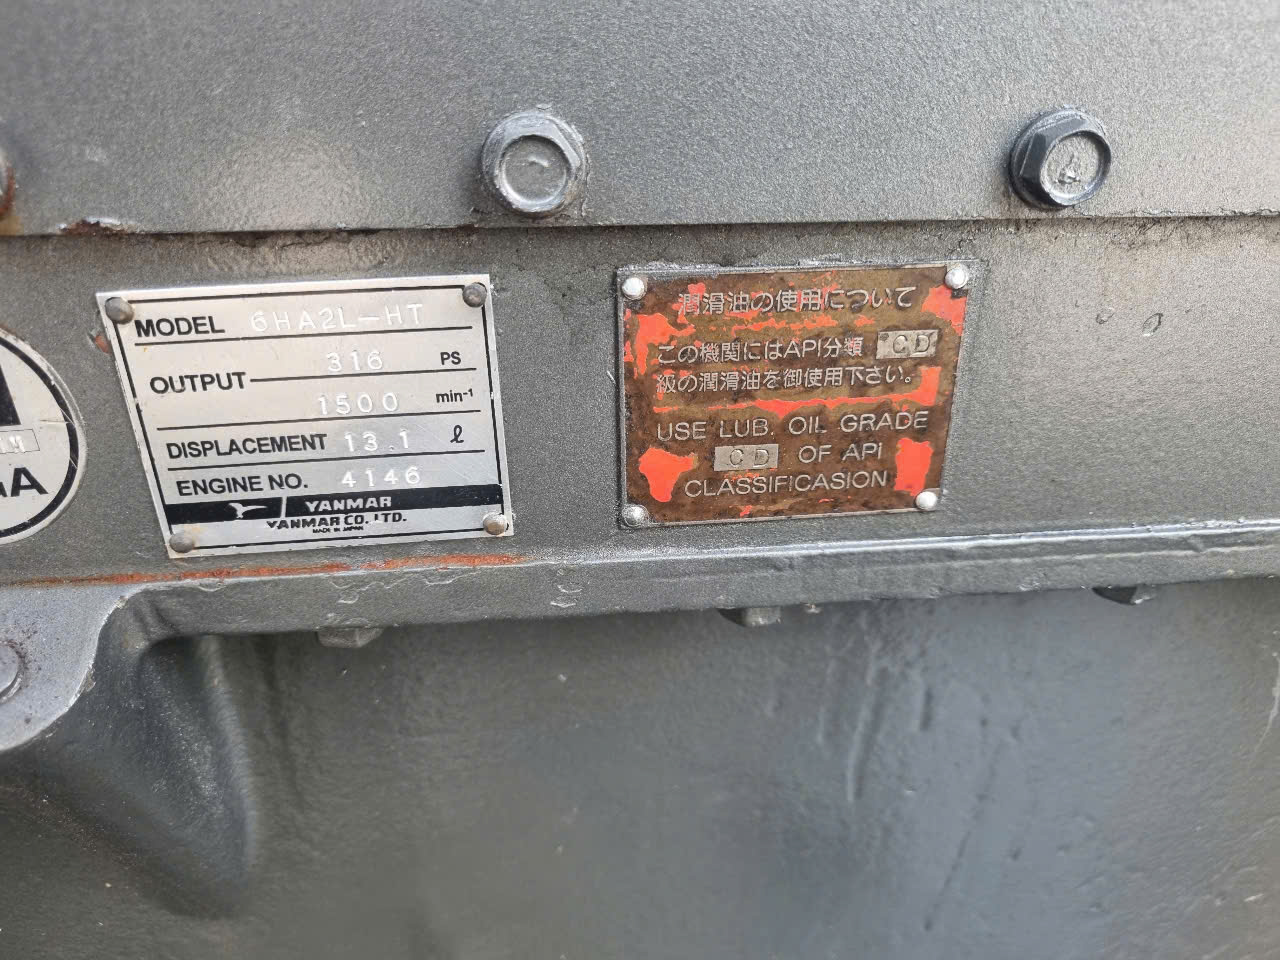 MODEL 6HA2L-HT
OUTPUT 316 PS
1500 min-1
DISPLACEMENT 13.1 ℓ
ENGINE NO. 4146
YANMAR
YANMAR CO. LTD.
MADE IN JAPAN
潤滑油の使用について
この機関にはAPI分類 CD
級の潤滑油を御使用下さい。
USE LUB. OIL GRADE
CD OF API
CLASSIFICASION